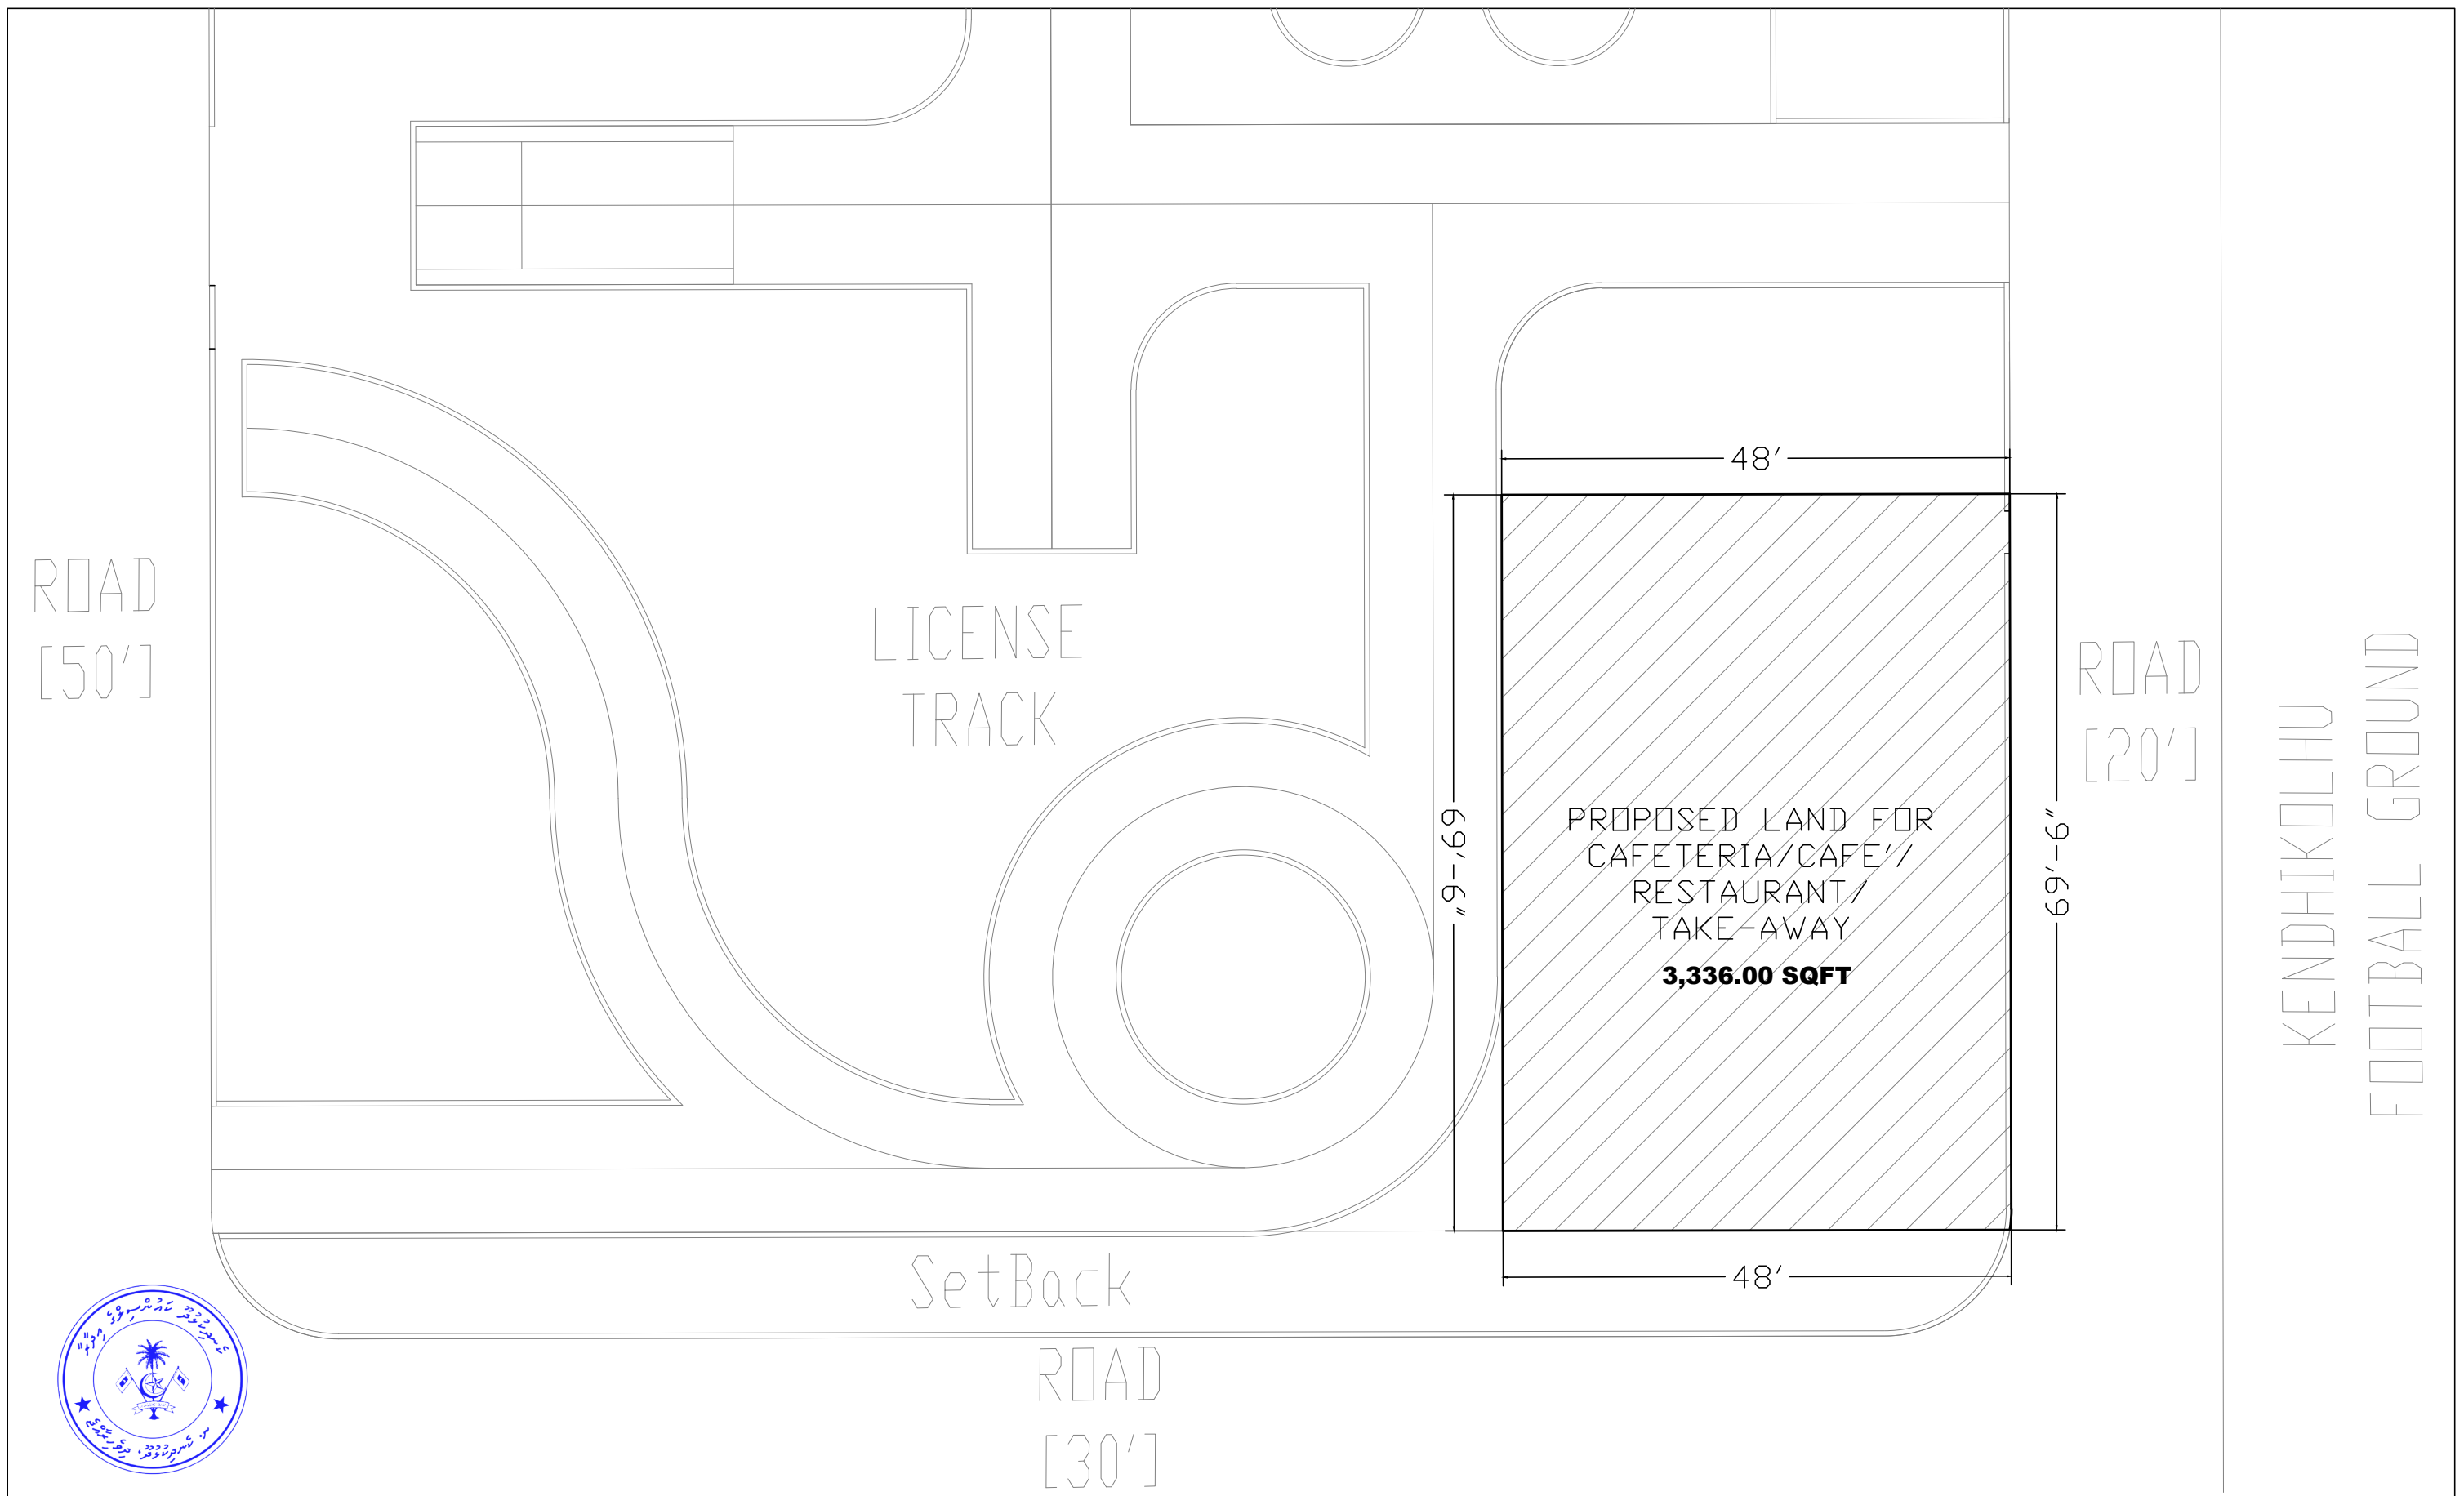 48'
ROAD
[50']
LICENSE
TRACK
ROAD
[20']
KENDHIKOLHU
FOOTBALL GROUND
69'-6"
PROPOSED LAND FOR
CAFETERIA/CAFE'/
RESTAURANT/
TAKE-AWAY
3,336.00 SQFT
69'-6"
48'
SetBack
ROAD
[30']